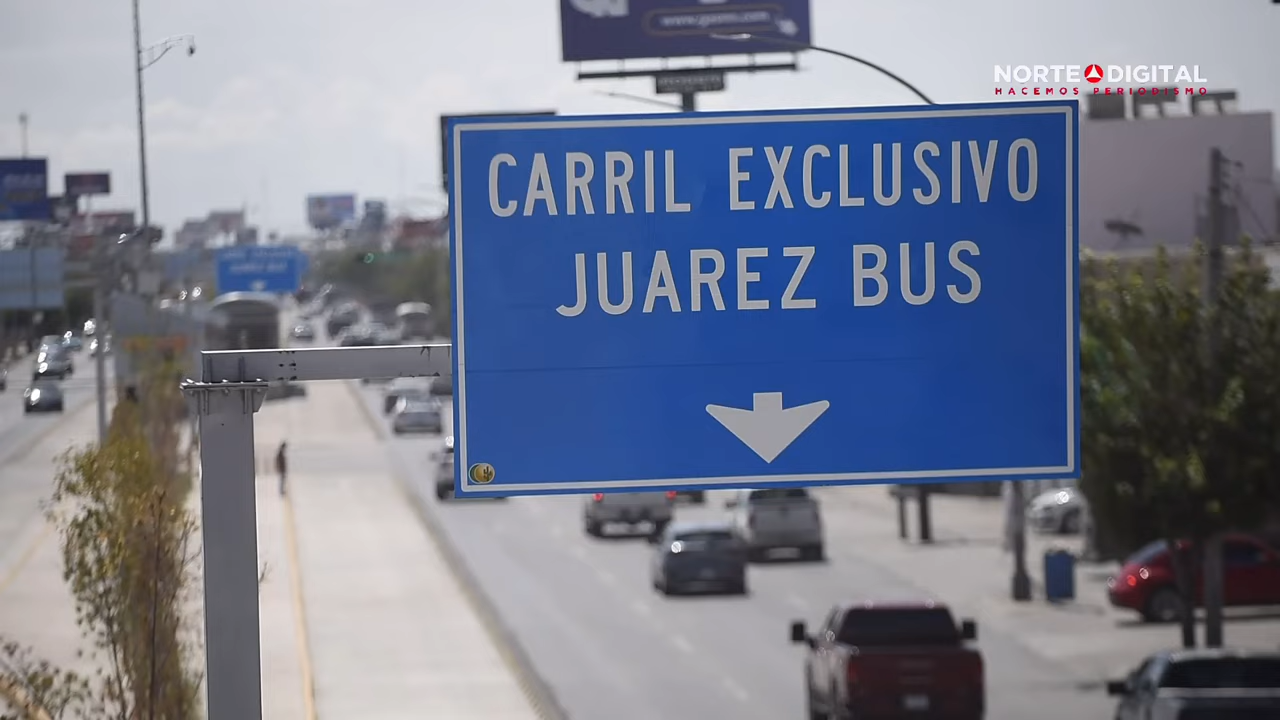 NORTE DIGITAL
HACEMOS PERIODISMO
CARRIL EXCLUSIVO
JUAREZ BUS